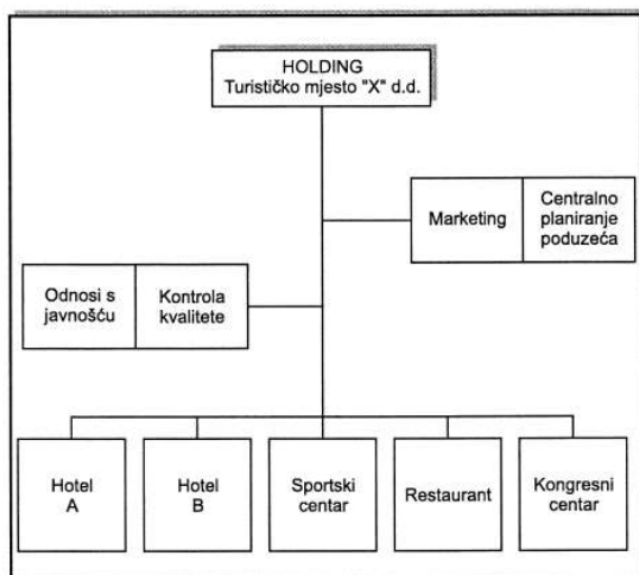 HOLDING
Turističko mjesto "X" d.d.
Marketing
Centralno
planiranje
poduzeća
Odnosi s
javnošću
Kontrola
kvalitete
Hotel
A
Hotel
B
Sportski
centar
Restaurant
Kongresni
centar